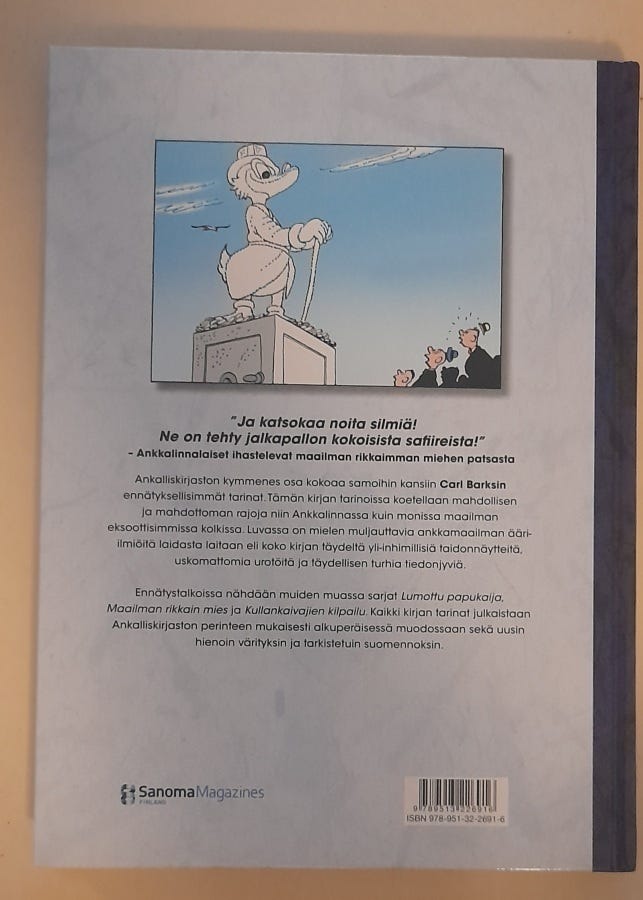 "Ja katsokaa noita silmiä!
Ne on tehty jalkapallon kokoisista safiireista!"
– Ankkalinnalaiset ihastelevat maailman rikkaimman miehen patsasta
Ankalliskirjaston kymmenes osa kokoaa samoihin kansiin Carl Barksin
ennätyksellisimmät tarinat. Tämän kirjan tarinoissa koetellaan mahdollisen
ja mahdottoman rajoja niin Ankkalinnassa kuin monissa maailman
eksoottisimmissa kolkissa. Luvassa on mielen muljauttavia ankkamaailman ääri-
ilmiöitä laidasta laitaan eli koko kirjan täydeltä yli-inhimillisiä taidonnäytteitä,
uskomattomia urotöitä ja täydellisen turhia tiedonjyviä.
Ennätystalkoissa nähdään muiden muassa sarjat Lumottu papukaija,
Maailman rikkain mies ja Kullankaivajien kilpailu. Kaikki kirjan tarinat julkaistaan
Ankalliskirjaston perinteen mukaisesti alkuperäisessä muodossaan sekä uusin
hienoin värityksin ja tarkistetuin suomennoksin.
SanomaMagazines
FINLAND
9789513226916
ISBN 978-951-32-2691-6